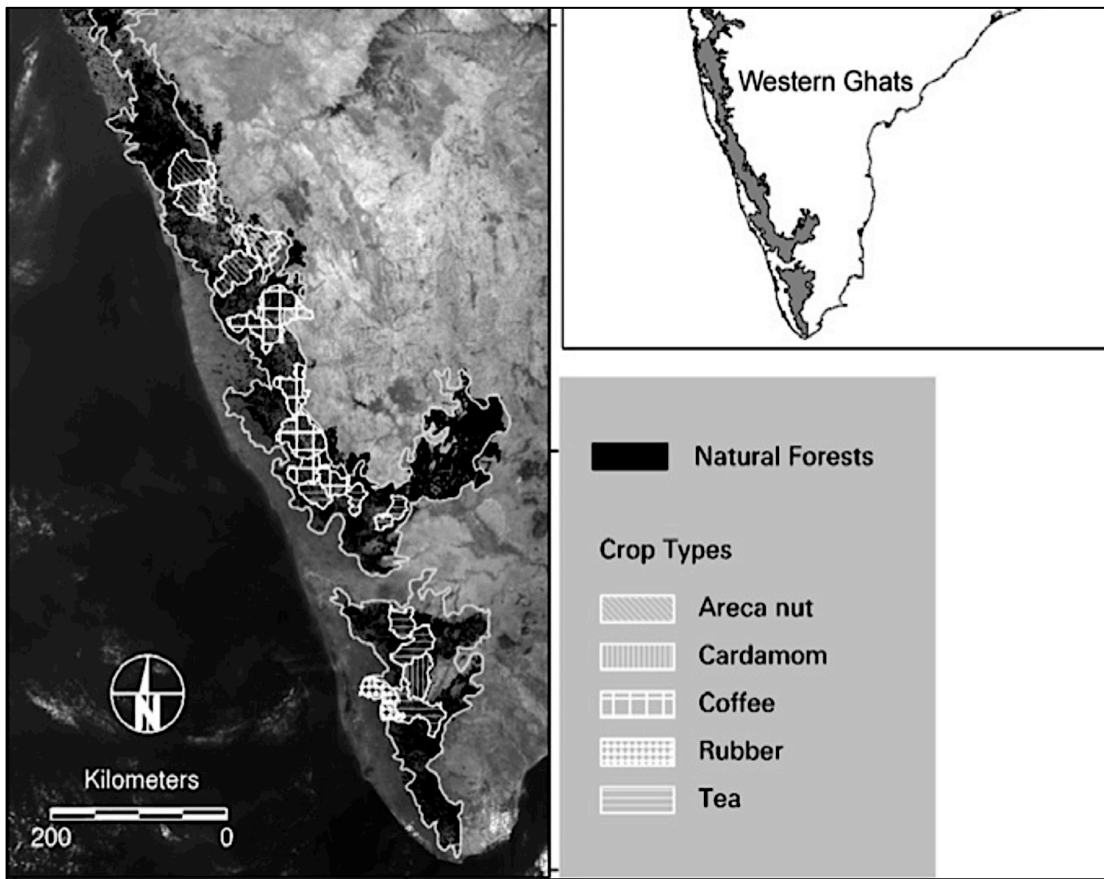 Western Ghats
Natural Forests
Crop Types
Areca nut
Cardamom
Coffee
Rubber
Tea
N
Kilometers
200 0